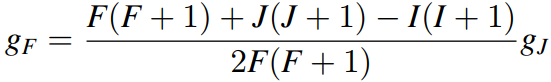 g_F = \frac{F(F + 1) + J(J + 1) − I(I + 1)}{2F(F + 1)} g_J